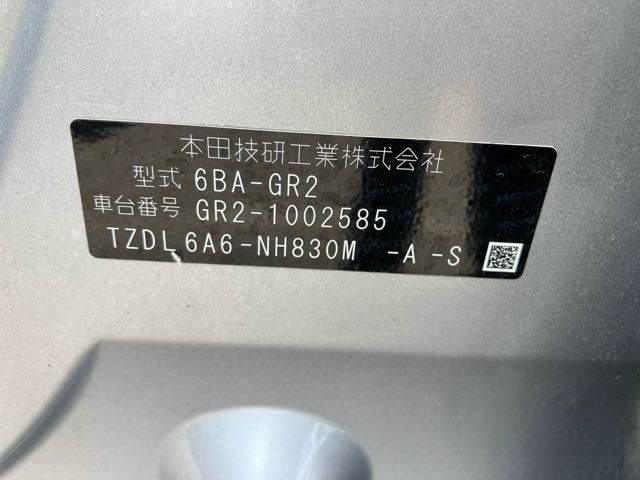 本田技研工業株式会社
型式 6BA-GR2
車台番号 GR2-1002585
TZDL6A6-NH830M -A -S